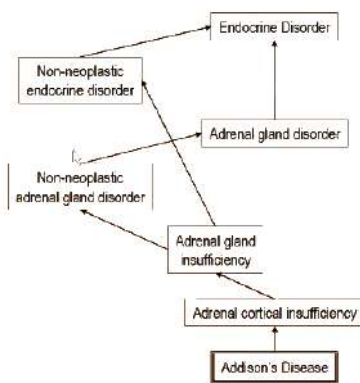 Endocrine Disorder
Non-neoplastic
endocrine disorder
Adrenal gland disorder
Non-neoplastic
adrenal gland disorder
Adrenal gland
insufficiency
Adrenal cortical insufficiency
Addison's Disease